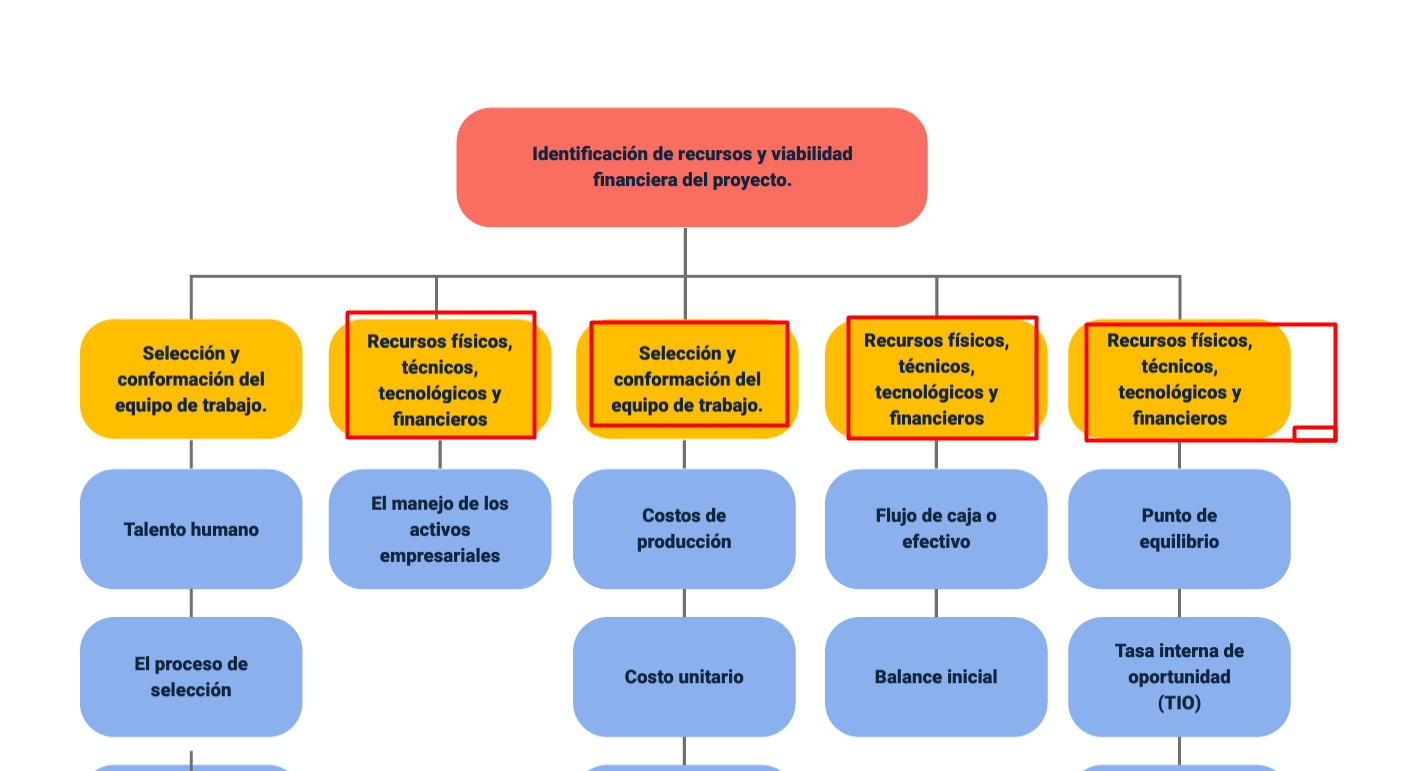 Identificación de recursos y viabilidad
financiera del proyecto.
Selección y
conformación del
equipo de trabajo.
Recursos físicos,
técnicos,
tecnológicos y
financieros
Selección y
conformación del
equipo de trabajo.
Recursos físicos,
técnicos,
tecnológicos y
financieros
Recursos físicos,
técnicos,
tecnológicos y
financieros
Talento humano
El manejo de los
activos
empresariales
Costos de
producción
Flujo de caja o
efectivo
Punto de
equilibrio
El proceso de
selección
Costo unitario
Balance inicial
Tasa interna de
oportunidad
(TIO)